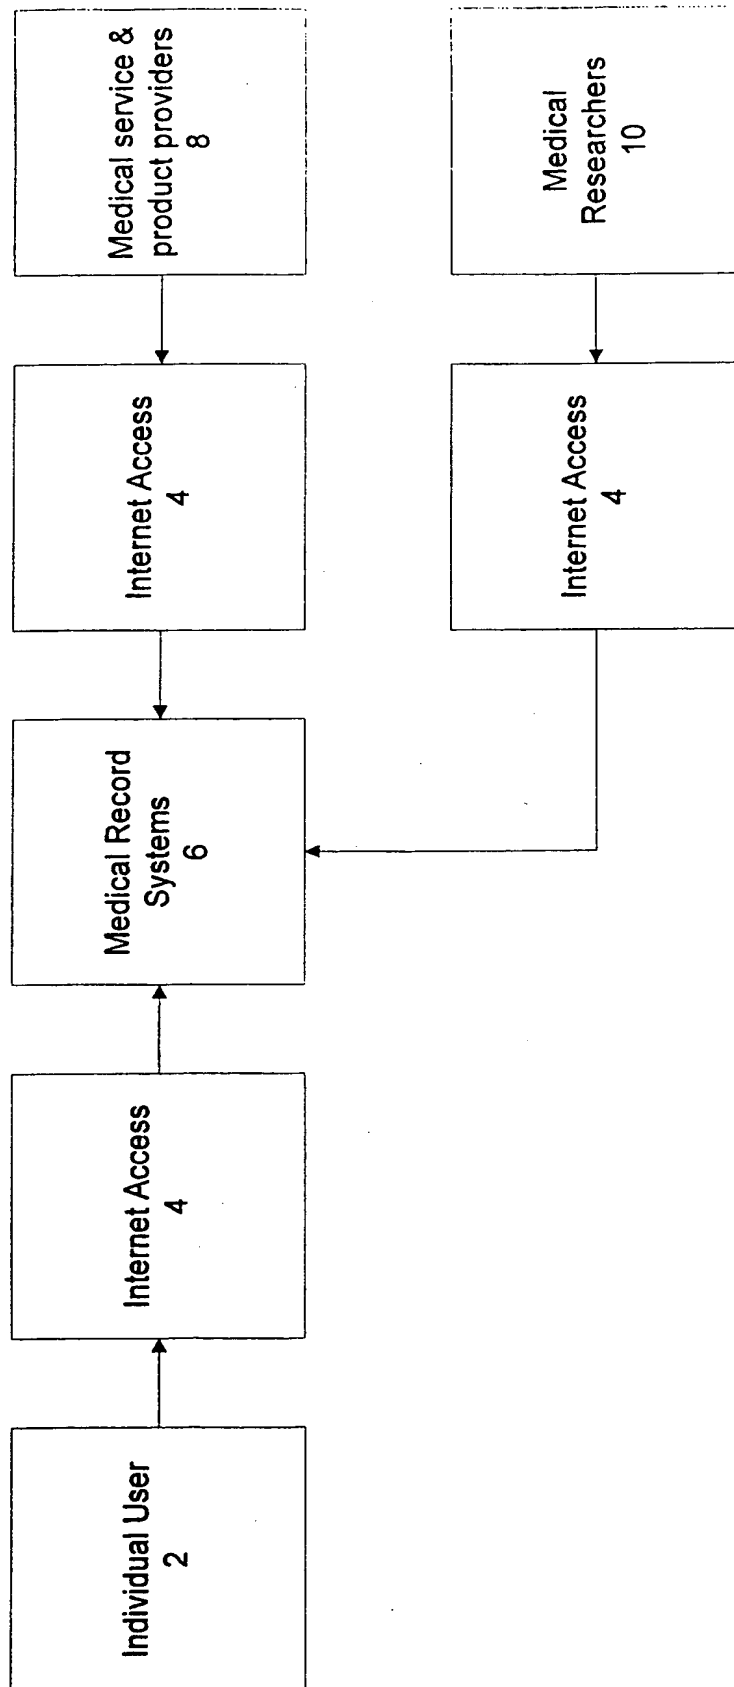 Individual User
2
Internet Access
4
Medical Record
Systems
6
Internet Access
4
Medical service &
product providers
8
Internet Access
4
Medical
Researchers
10